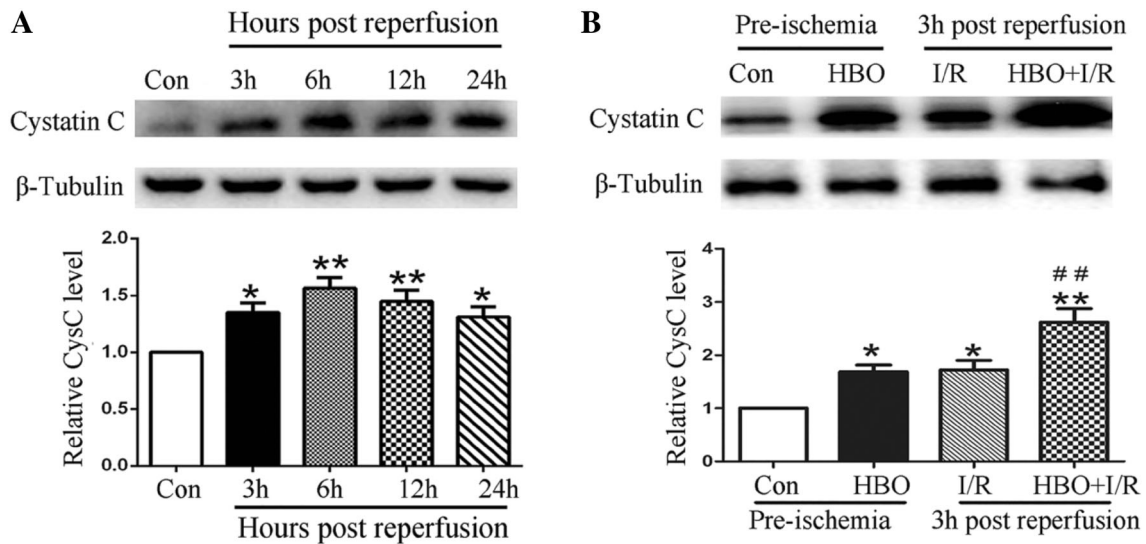 A
Hours post reperfusion
Con 3h 6h 12h 24h
Cystatin C
β-Tubulin
Relative CysC level
2.0
1.5
1.0
0.5
0.0
* ** ** *
Con 3h 6h 12h 24h
Hours post reperfusion
B
Pre-ischemia 3h post reperfusion
Con HBO I/R HBO+I/R
Cystatin C
β-Tubulin
Relative CysC level
4
3
2
1
0
##
* * **
Con HBO I/R HBO+I/R
Pre-ischemia 3h post reperfusion